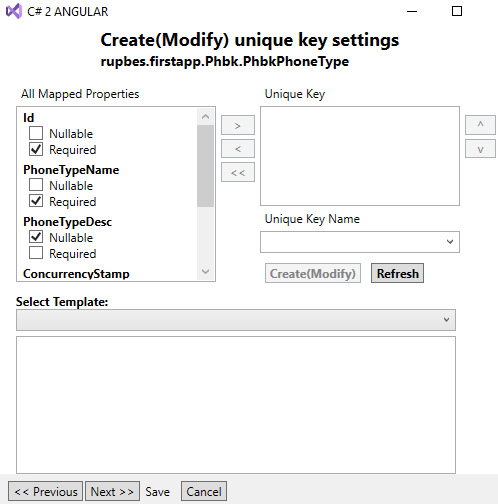 C# 2 ANGULAR
Create(Modify) unique key settings
rupbes.firstapp.Phbk.PhbkPhoneType
All Mapped Properties
Id
Nullable
Required
PhoneTypeName
Nullable
Required
PhoneTypeDesc
Nullable
Required
ConcurrencyStamp
>
<
<<
Unique Key
^
v
Unique Key Name
Create(Modify) Refresh
Select Template:
<< Previous Next >> Save Cancel